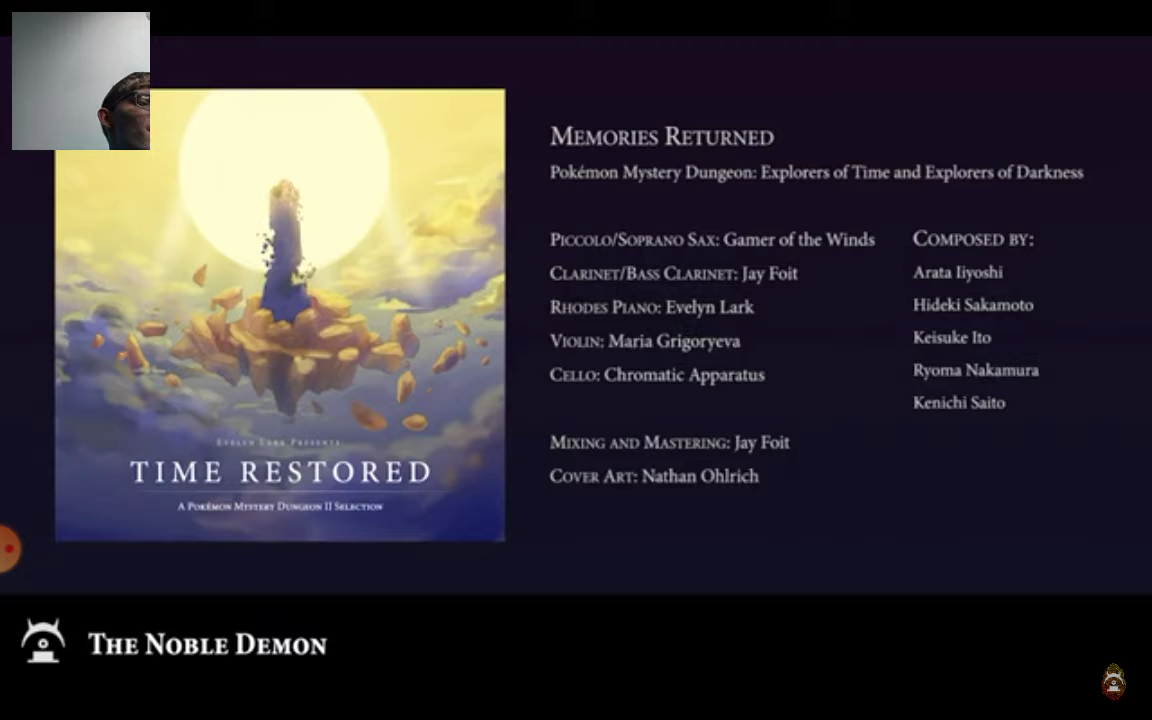 MEMORIES RETURNED
Pokémon Mystery Dungeon: Explorers of Time and Explorers of Darkness
PICCOLO/SOPRANO SAX: Gamer of the Winds
CLARINET/BASS CLARINET: Jay Foit
RHODES PIANO: Evelyn Lark
VIOLIN: Maria Grigoryeva
CELLO: Chromatic Apparatus
MIXING AND MASTERING: Jay Foit
COVER ART: Nathan Ohlrich
COMPOSED BY:
Arata Iiyoshi
Hideki Sakamoto
Keisuke Ito
Ryoma Nakamura
Kenichi Saito
EVELYN LARK PRESENTS
TIME RESTORED
A POKÉMON MYSTERY DUNGEON II SELECTION
THE NOBLE DEMON